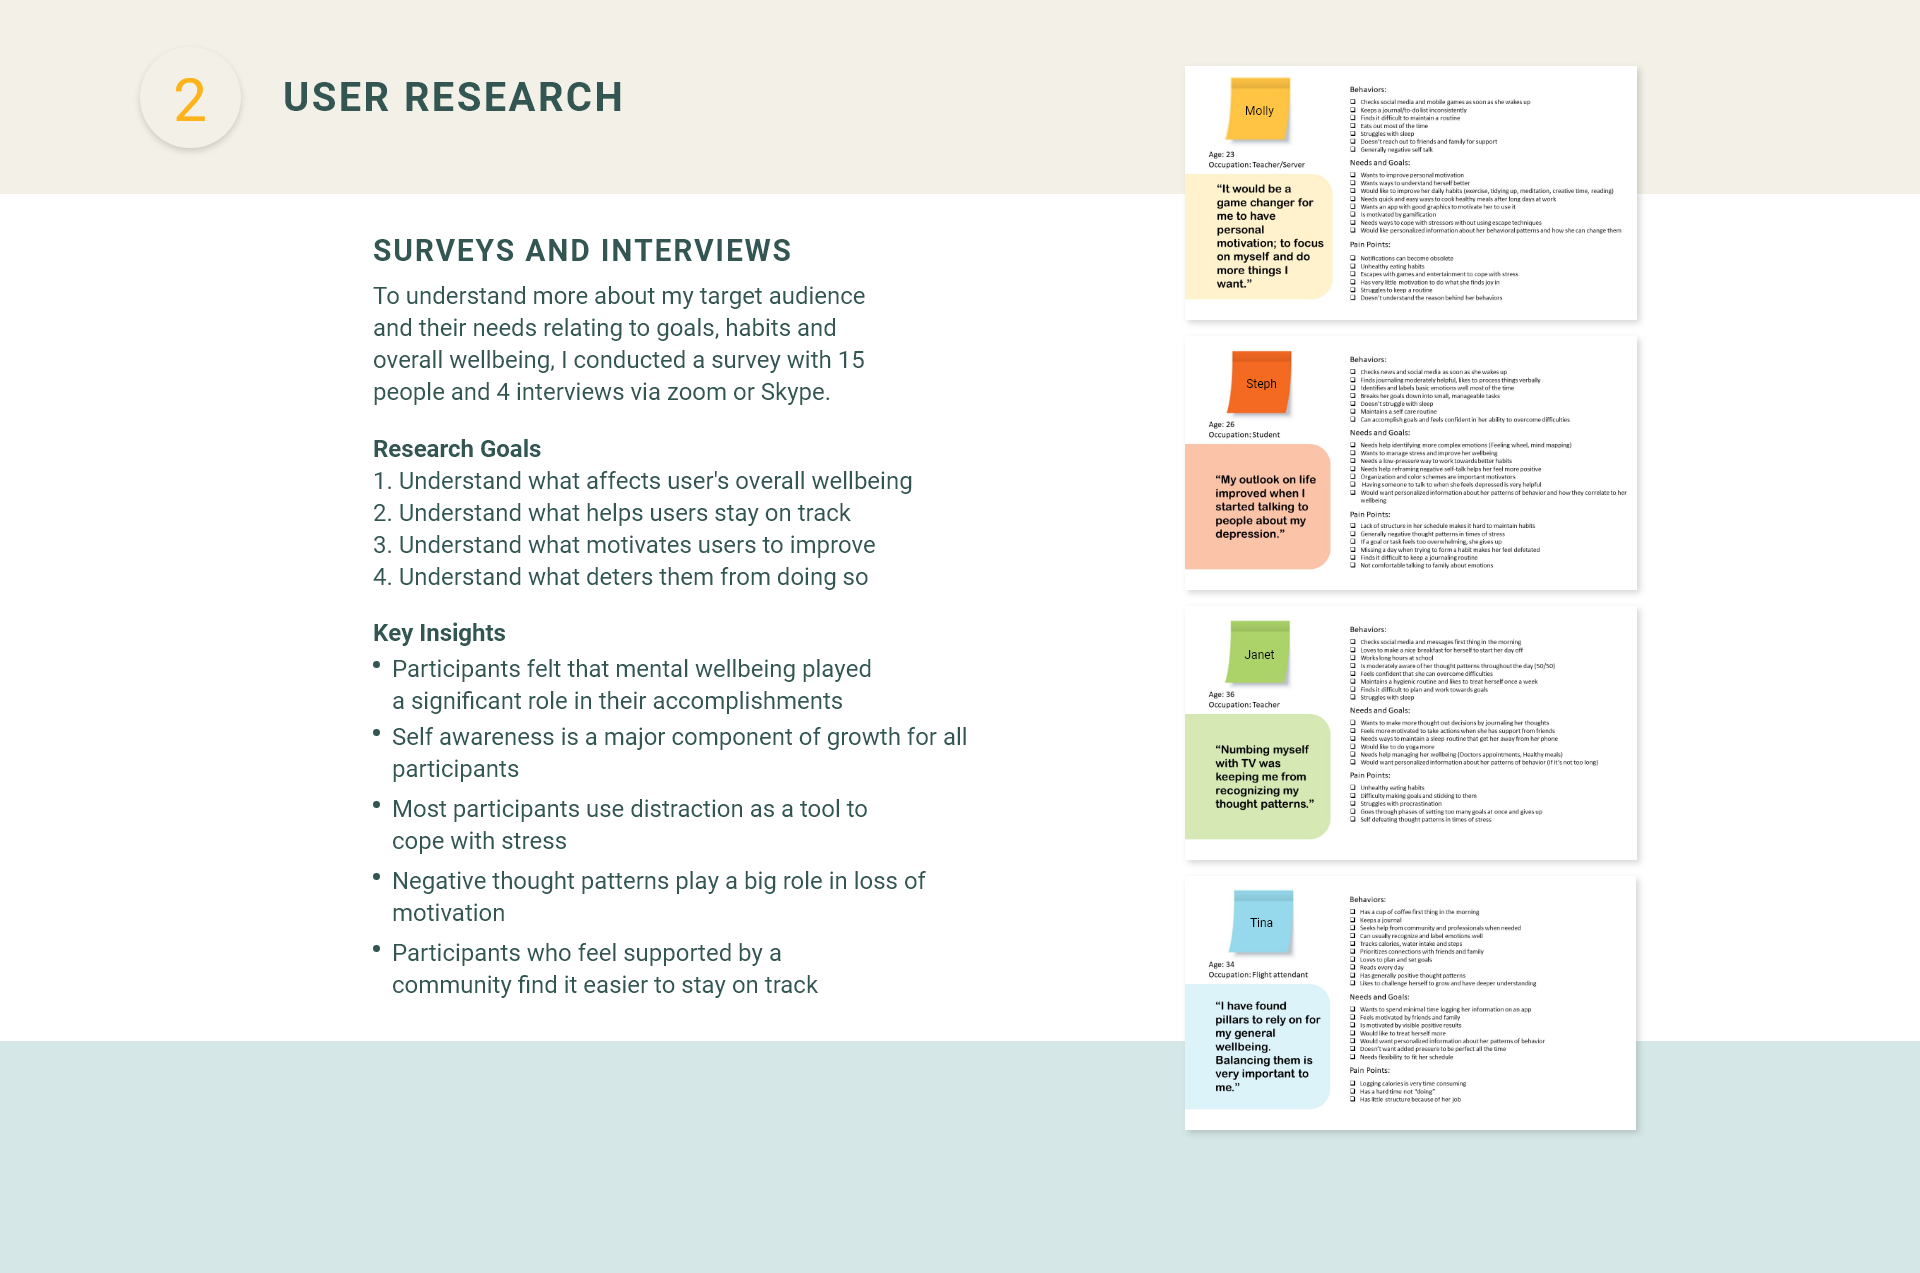 2
USER RESEARCH
SURVEYS AND INTERVIEWS
To understand more about my target audience
and their needs relating to goals, habits and
overall wellbeing, I conducted a survey with 15
people and 4 interviews via zoom or Skype.
Research Goals
1. Understand what affects user's overall wellbeing
2. Understand what helps users stay on track
3. Understand what motivates users to improve
4. Understand what deters them from doing so
Key Insights
• Participants felt that mental wellbeing played
a significant role in their accomplishments
• Self awareness is a major component of growth for all
participants
• Most participants use distraction as a tool to
cope with stress
• Negative thought patterns play a big role in loss of
motivation
• Participants who feel supported by a
community find it easier to stay on track
Molly
Age: 23
Occupation: Teacher/Server
“It would be a
game changer for
me to have
personal
motivation; to focus
on myself and do
more things I
want.”
Behaviors:
Checks social media and mobile games as soon as she wakes up
Keeps a journal/to-do list inconsistently
Finds it difficult to maintain a routine
Eats out most of the time
Struggles with sleep
Doesn't reach out to friends and family for support
Generally negative self talk
Needs and Goals:
Wants to improve personal motivation
Wants ways to understand herself better
Would like to improve her daily habits (exercise, tidying up, meditation, creative time, reading)
Needs quick and easy ways to cook healthy meals after long days at work
Wants an app with good graphics to motivate her to use it
Is motivated by gamification
Needs ways to cope with stressors without using escape techniques
Would like personalized information about her behavioral patterns and how she can change them
Pain Points:
Notifications can become obsolete
Unhealthy eating habits
Escapes with games and entertainment to cope with stress
Has very little motivation to do what she finds joy in
Struggles to keep a routine
Doesn't understand the reason behind her behaviors
Steph
Age: 26
Occupation: Student
“My outlook on life
improved when I
started talking to
people about my
depression.”
Behaviors:
Checks news and social media as soon as she wakes up
Finds journaling moderately helpful, likes to process things verbally
Identifies and labels basic emotions well most of the time
Breaks her goals down into small, manageable tasks
Doesn't struggle with sleep
Maintains a self care routine
Can accomplish goals and feels confident in her ability to overcome difficulties
Needs and Goals:
Needs help identifying more complex emotions (Feeling wheel, mind mapping)
Wants to manage stress and improve her wellbeing
Needs a low-pressure way to work towards better habits
Needs help reframing negative self-talk helps her feel more positive
Organization and color schemes are important motivators
Having someone to talk to when she feels depressed is very helpful
Would want personalized information about her patterns of behavior and how they correlate to her
wellbeing
Pain Points:
Lack of structure in her schedule makes it hard to maintain habits
Generally negative thought patterns in times of stress
If a goal or task feels too overwhelming, she gives up
Missing a day when trying to form a habit makes her feel defetated
Finds it difficult to keep a journaling routine
Not comfortable talking to family about emotions
Janet
Age: 36
Occupation: Teacher
“Numbing myself
with TV was
keeping me from
recognizing my
thought patterns.”
Behaviors:
Checks social media and messages first thing in the morning
Loves to make a nice breakfast for herself to start her day off
Works long hours at school
Is moderately aware of her thought patterns throughout the day (50/50)
Feels confident that she can overcome difficulties
Maintains a hygienic routine and likes to treat herself once a week
Finds it difficult to plan and work towards goals
Struggles with sleep
Needs and Goals:
Wants to make more thought out decisions by journaling her thoughts
Feels more motivated to take actions when she has support from friends
Needs ways to maintain a sleep routine that get her away from her phone
Would like to do yoga more
Needs help managing her wellbeing (Doctors appointments, Healthy meals)
Would want personalized information about her patterns of behavior (if it's not too long)
Pain Points:
Unhealthy eating habits
Difficulty making goals and sticking to them
Struggles with procrastination
Goes through phases of setting too many goals at once and gives up
Self defeating thought patterns in times of stress
Tina
Age: 34
Occupation: Flight attendant
“I have found
pillars to rely on for
my general
wellbeing.
Balancing them is
very important to
me.”
Behaviors:
Has a cup of coffee first thing in the morning
Keeps a journal
Seeks help from community and professionals when needed
Can usually recognize and label emotions well
Tracks calories, water intake and steps
Prioritizes connections with friends and family
Loves to plan and set goals
Reads every day
Has generally positive thought patterns
Likes to challenge herself to grow and have deeper understanding
Needs and Goals:
Wants to spend minimal time logging her information on an app
Feels motivated by friends and family
Is motivated by visible positive results
Would like to treat herself more
Would want personalized information about her patterns of behavior
Doesn't want added pressure to be perfect all the time
Needs flexibility to fit her schedule
Pain Points:
Logging calories is very time consuming
Has a hard time not "doing"
Has little structure because of her job